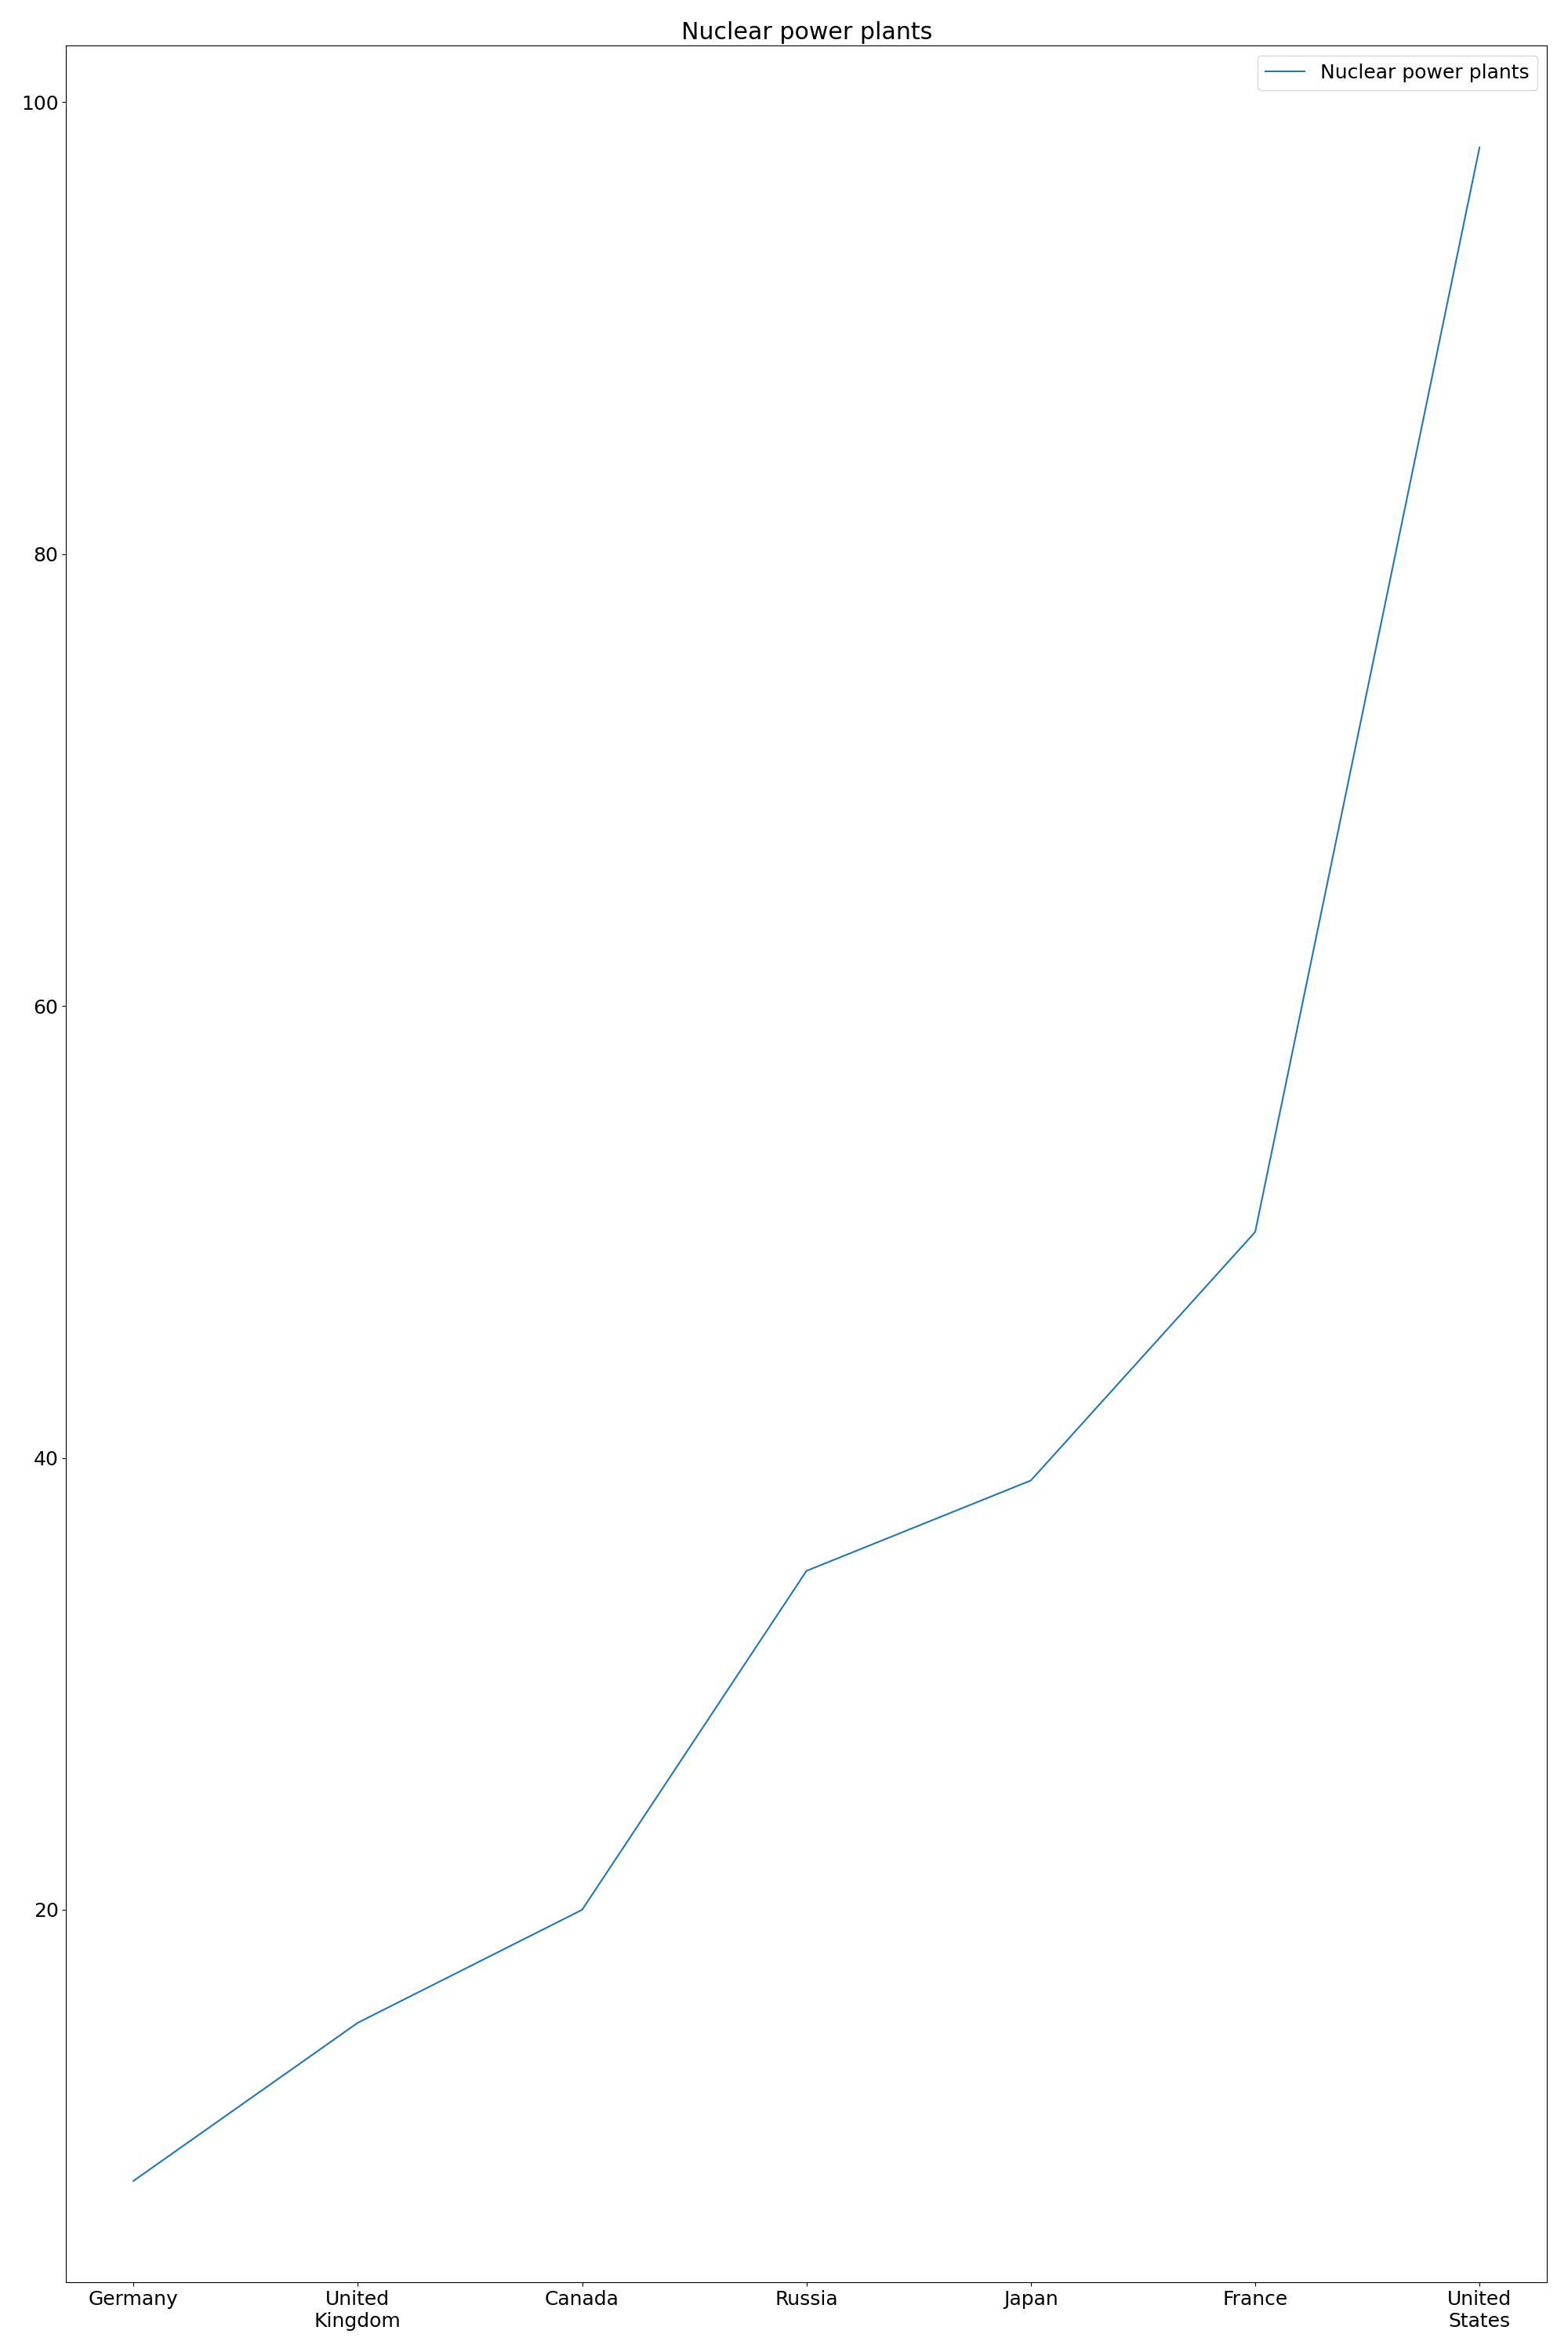 Nuclear power plants
Nuclear power plants
100
80
60
40
20
Germany
United
Kingdom
Canada
Russia
Japan
France
United
States